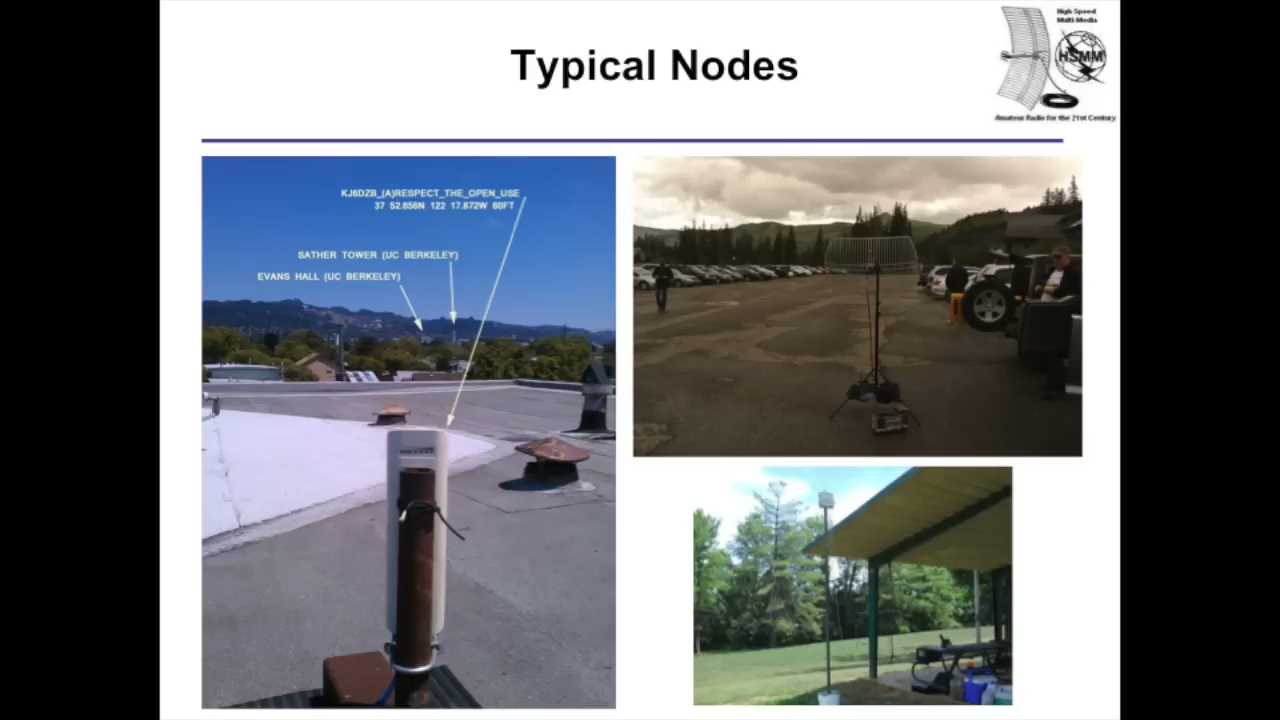 Typical Nodes
High Speed
Multi-Media
HSMM
Amateur Radio for the 21st Century
KJ6DZB_(A)RESPECT_THE_OPEN_USE
37 52.658N 122 17.872W 60FT
SATHER TOWER (UC BERKELEY)
EVANS HALL (UC BERKELEY)